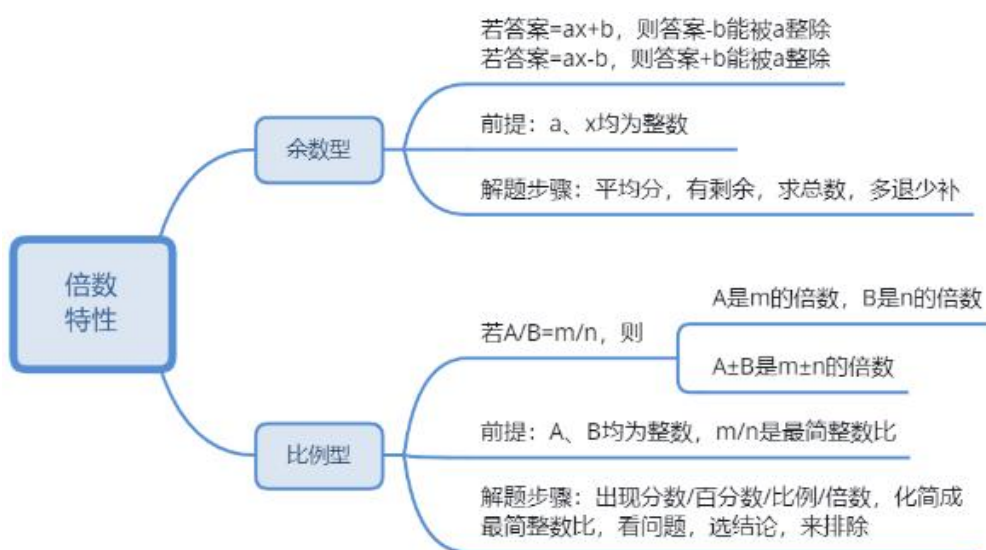 倍数
特性
余数型
若答案=ax+b，则答案-b能被a整除
若答案=ax-b，则答案+b能被a整除
前提：a、x均为整数
解题步骤：平均分，有剩余，求总数，多退少补
比例型
若A/B=m/n，则
A是m的倍数，B是n的倍数
A±B是m±n的倍数
前提：A、B均为整数，m/n是最简整数比
解题步骤：出现分数/百分数/比例/倍数，化简成
最简整数比，看问题，选结论，来排除